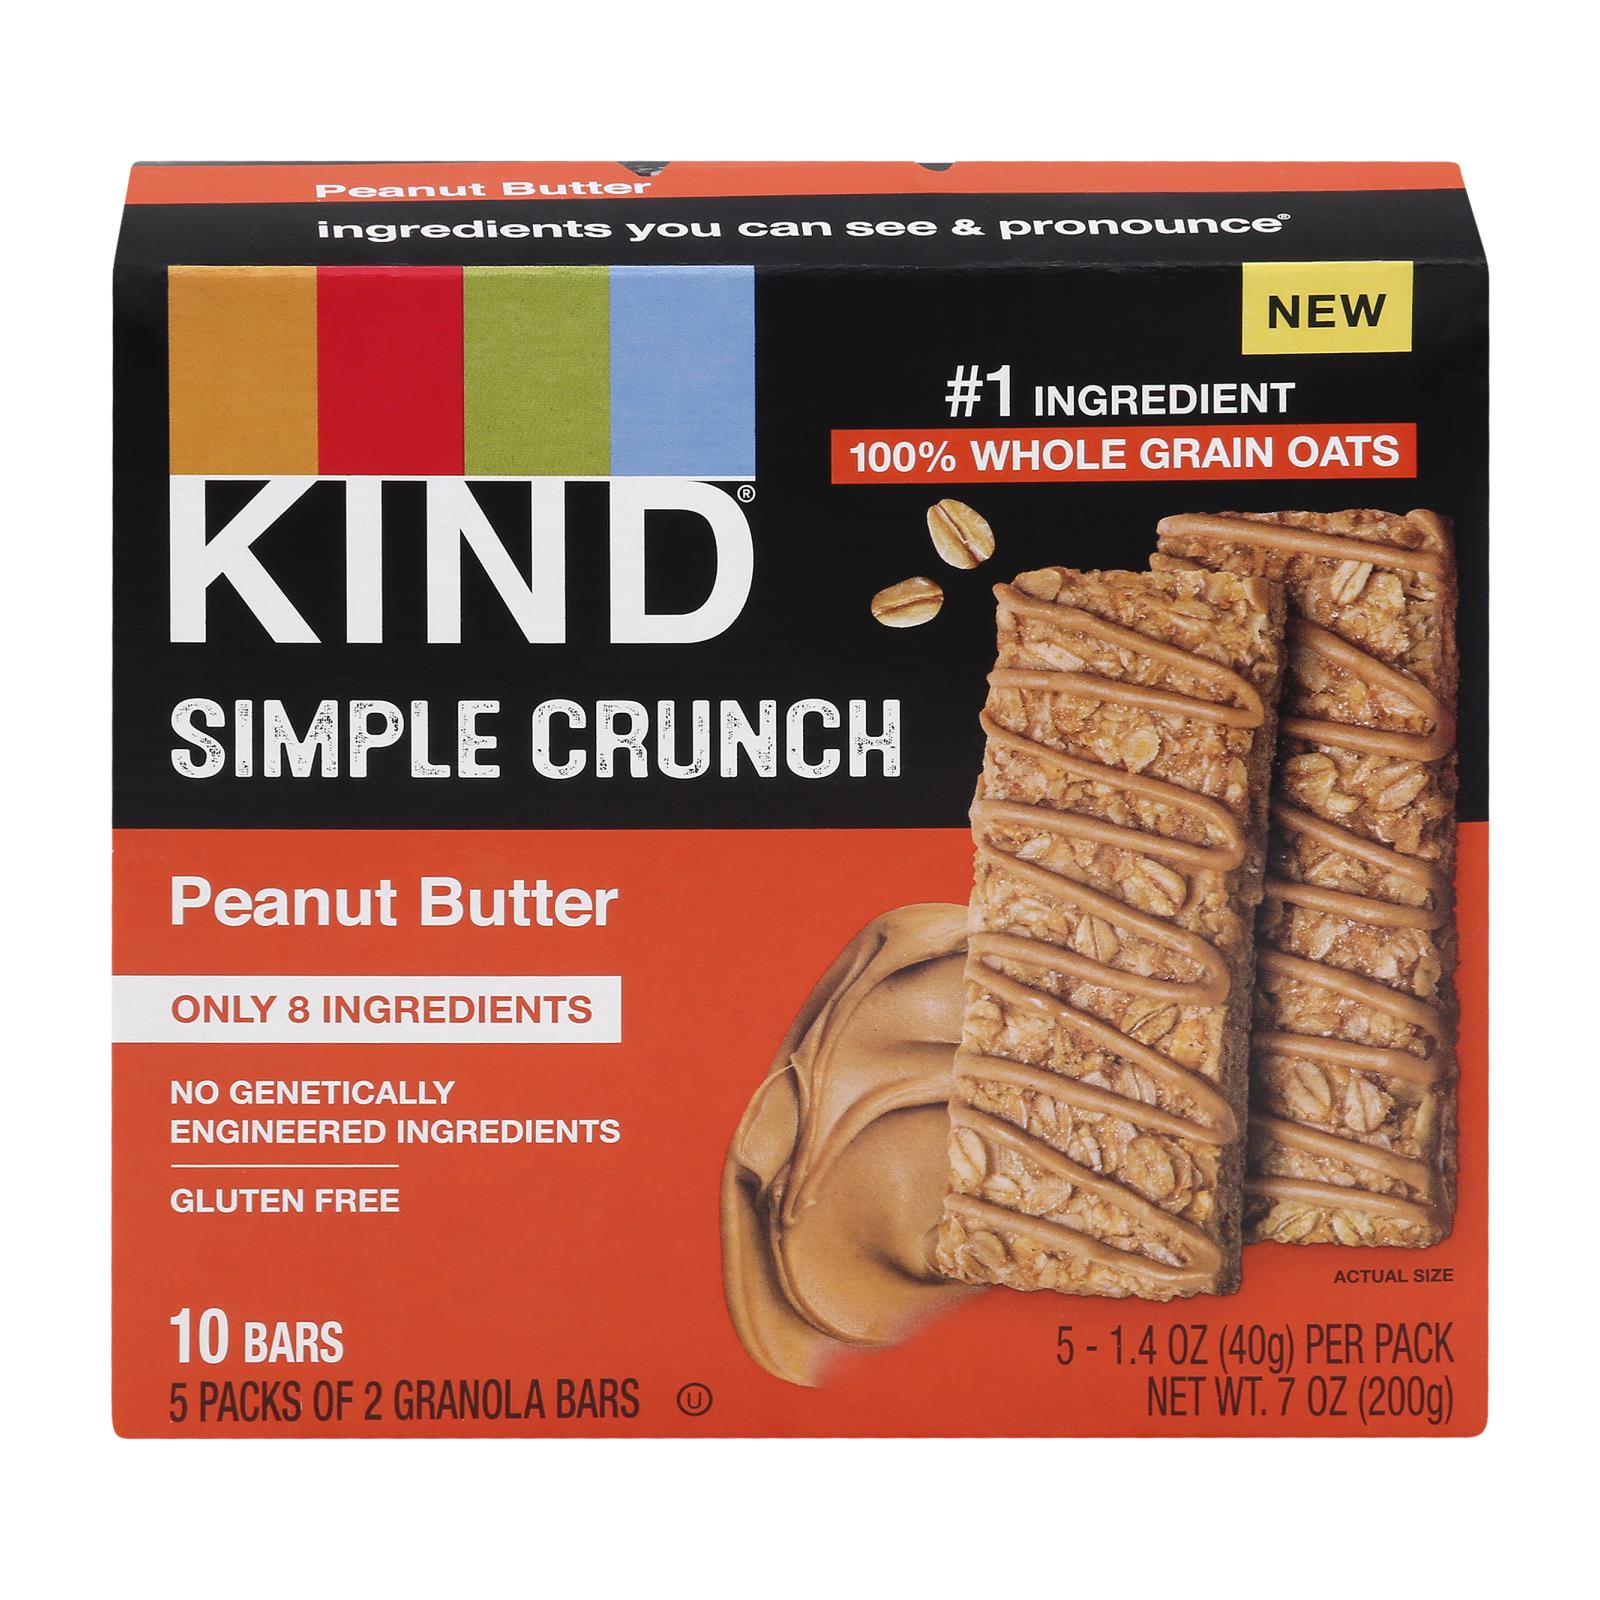 Peanut Butter
ingredients you can see & pronounce®
NEW
#1 INGREDIENT
100% WHOLE GRAIN OATS
KIND®
SIMPLE CRUNCH
Peanut Butter
ONLY 8 INGREDIENTS
NO GENETICALLY
ENGINEERED INGREDIENTS
GLUTEN FREE
ACTUAL SIZE
10 BARS
5 PACKS OF 2 GRANOLA BARS
U
5 - 1.4 OZ (40g) PER PACK
NET WT. 7 OZ (200g)